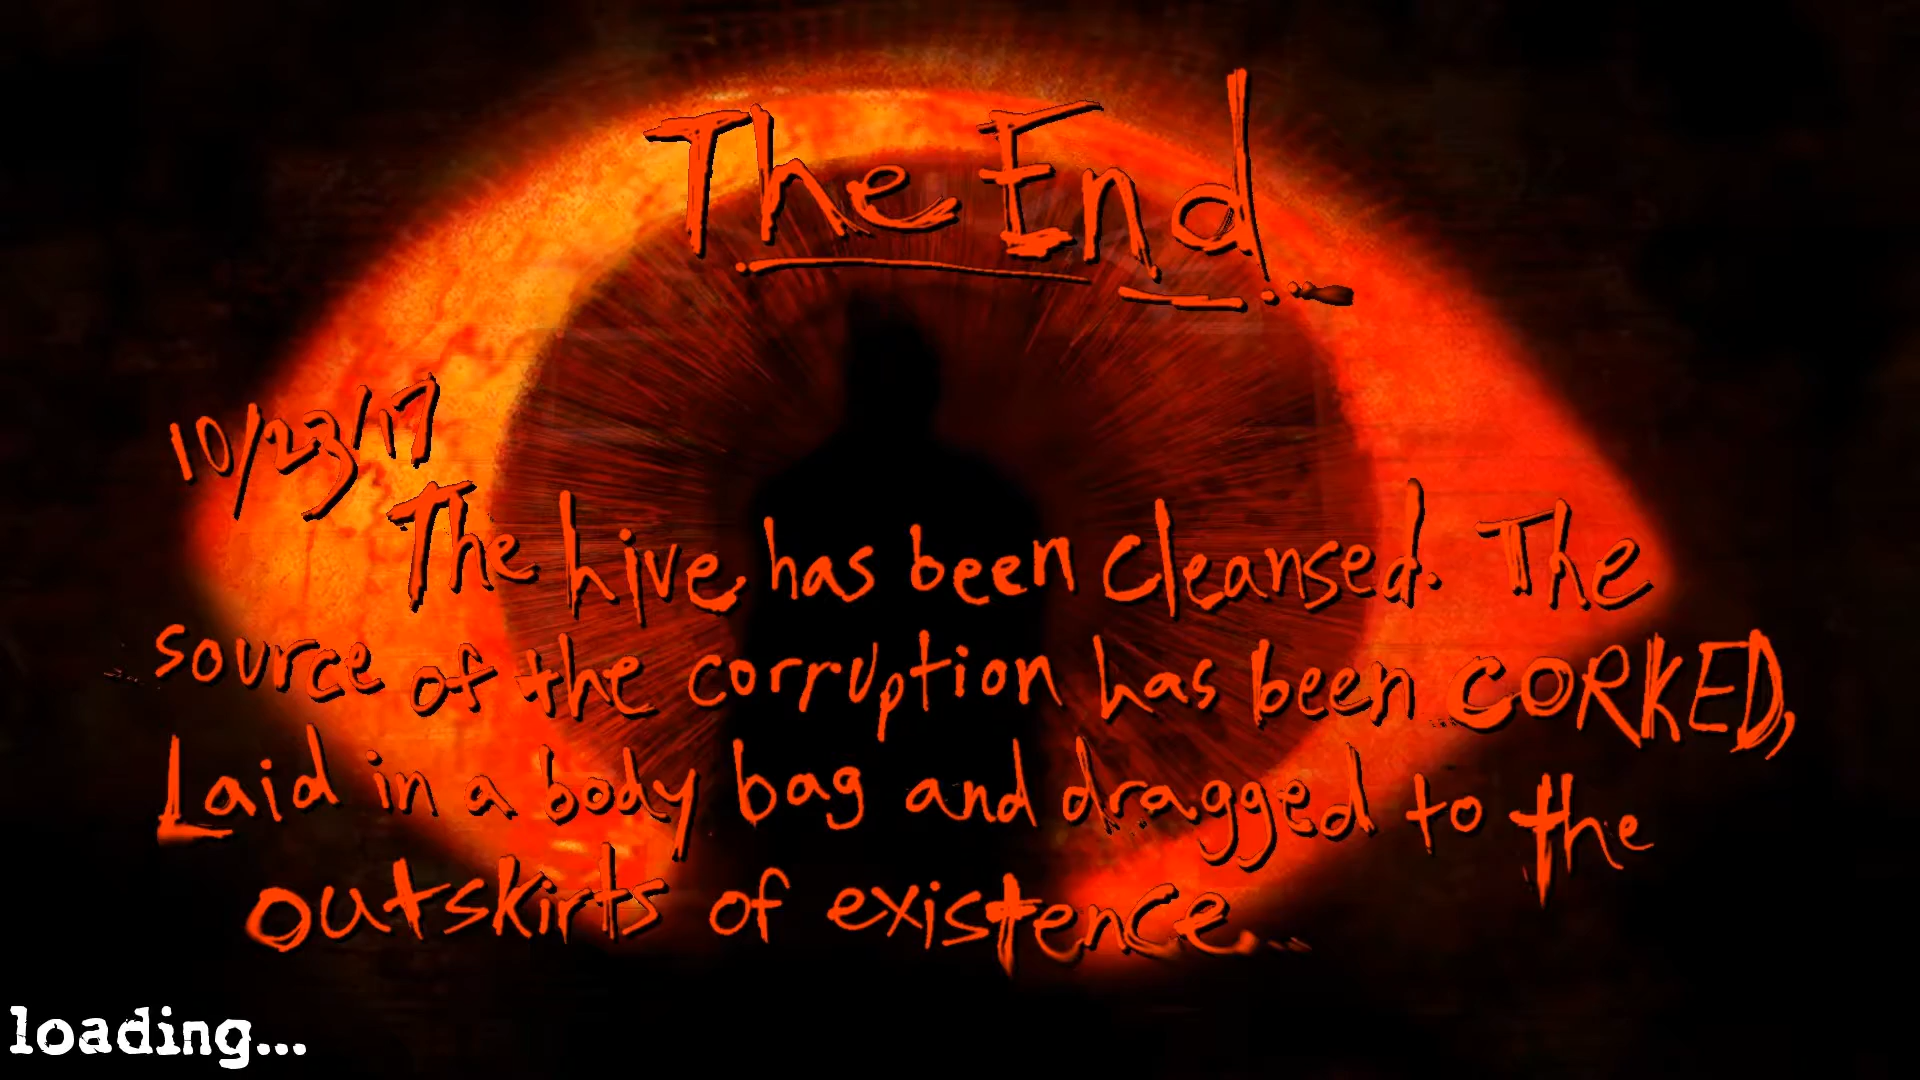 The End
10/23/17
The hive has been cleansed. The
source of the corruption has been CORKED,
Laid in a body bag and dragged to the
outskirts of existence...
loading...